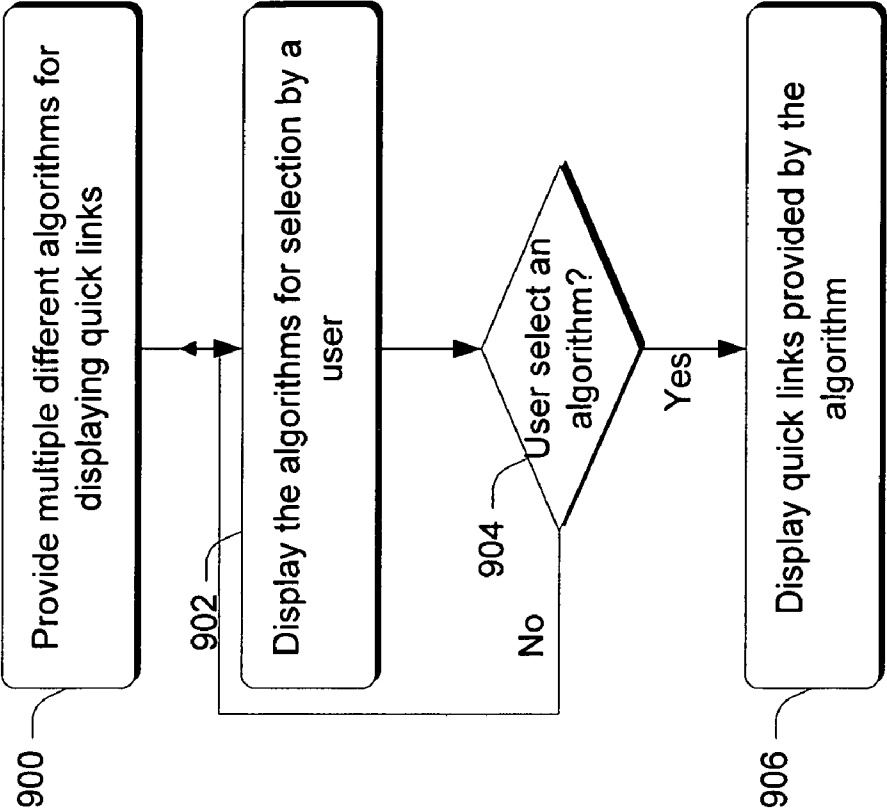 900
Provide multiple different algorithms for
displaying quick links
902
Display the algorithms for selection by a
user
904
User select an
algorithm?
No
Yes
906
Display quick links provided by the
algorithm